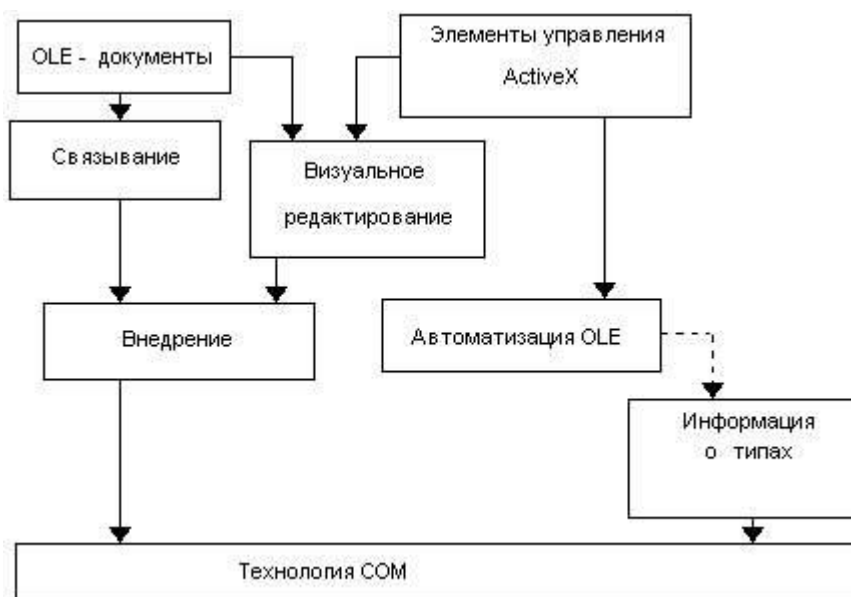 OLE - документы
Элементы управления
ActiveX
Связывание
Визуальное
редактирование
Внедрение
Автоматизация OLE
Информация
о типах
Технология COM